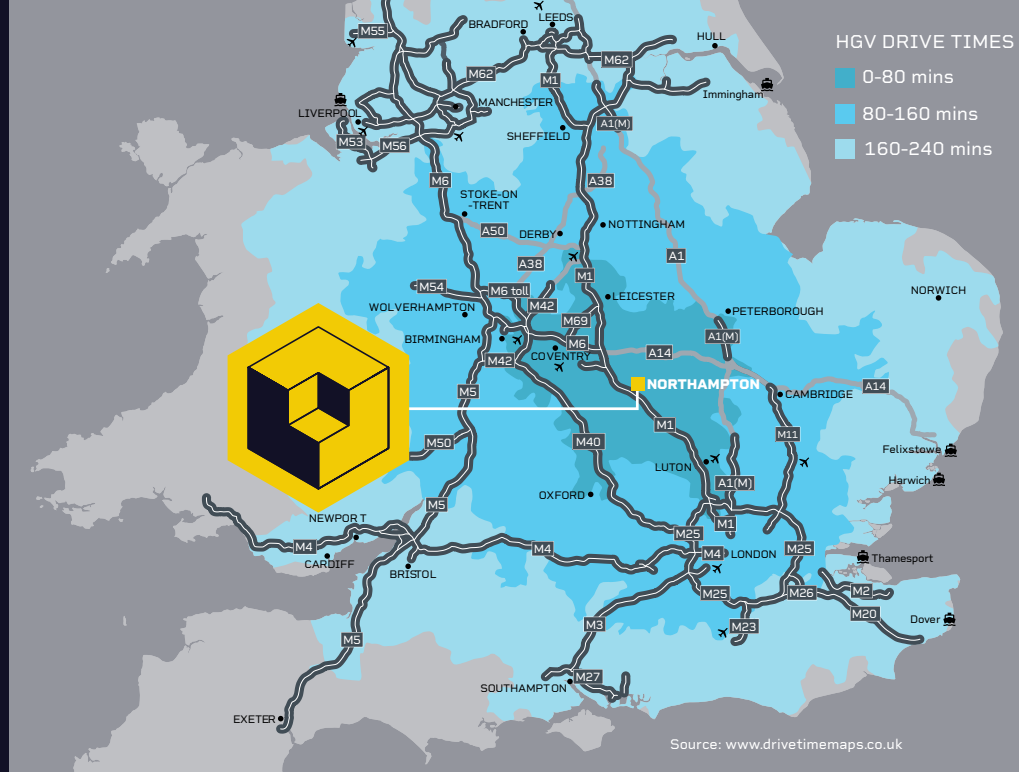 HGV DRIVE TIMES
0-80 mins
80-160 mins
160-240 mins
LEEDS
BRADFORD
M55
HULL
M62
M62
M1
Immingham
MANCHESTER
LIVERPOOL
A1(M)
SHEFFIELD
M53
M56
M6
A38
STOKE-ON
-TRENT
NOTTINGHAM
A50
DERBY
A1
A38
M1
M54
M6 toll
NORWICH
LEICESTER
M42
WOLVERHAMPTON
PETERBOROUGH
M69
BIRMINGHAM
A1(M)
M6
COVENTRY
A14
M42
NORTHAMPTON
A14
M5
CAMBRIDGE
M1
M11
M40
M50
Felixstowe
LUTON
Harwich
A1(M)
OXFORD
M5
NEWPORT
M1
M25
M4
M4
M25
M4
LONDON
Thamesport
CARDIFF
BRISTOL
M25
M26
M2
M20
Dover
M3
M23
M5
M27
SOUTHAMPTON
EXETER
Source: www.drivetimemaps.co.uk